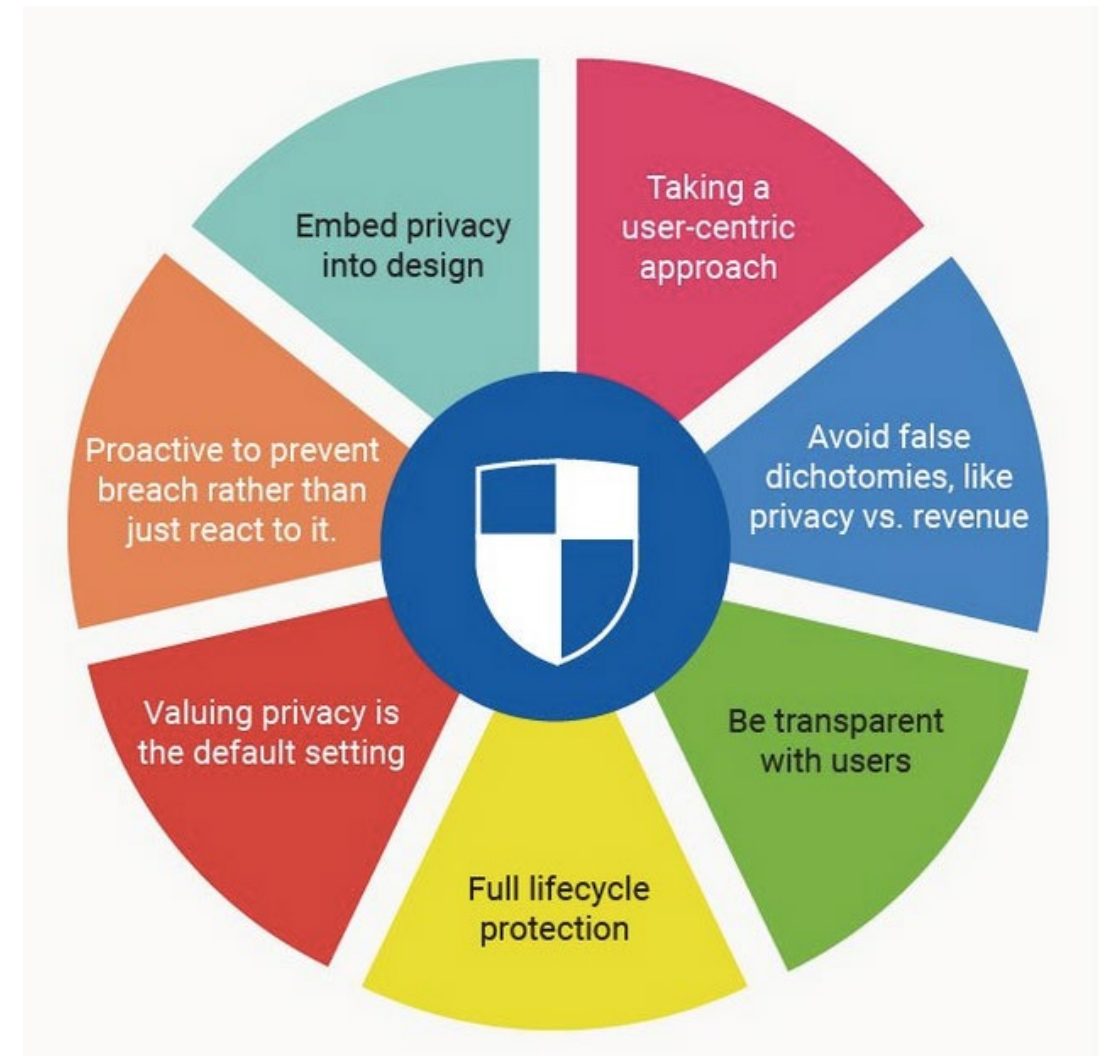 Taking a
user-centric
approach
Avoid false
dichotomies, like
privacy vs. revenue
Be transparent
with users
Full lifecycle
protection
Valuing privacy is
the default setting
Proactive to prevent
breach rather than
just react to it.
Embed privacy
into design